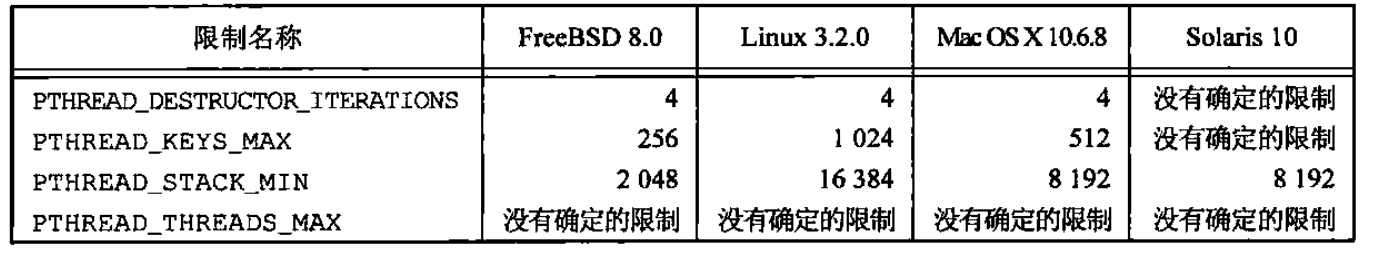 限制名称 FreeBSD 8.0 Linux 3.2.0 Mac OS X 10.6.8 Solaris 10
PTHREAD_DESTRUCTOR_ITERATIONS 4 4 4 没有确定的限制
PTHREAD_KEYS_MAX 256 1 024 512 没有确定的限制
PTHREAD_STACK_MIN 2 048 16 384 8 192 8 192
PTHREAD_THREADS_MAX 没有确定的限制 没有确定的限制 没有确定的限制 没有确定的限制